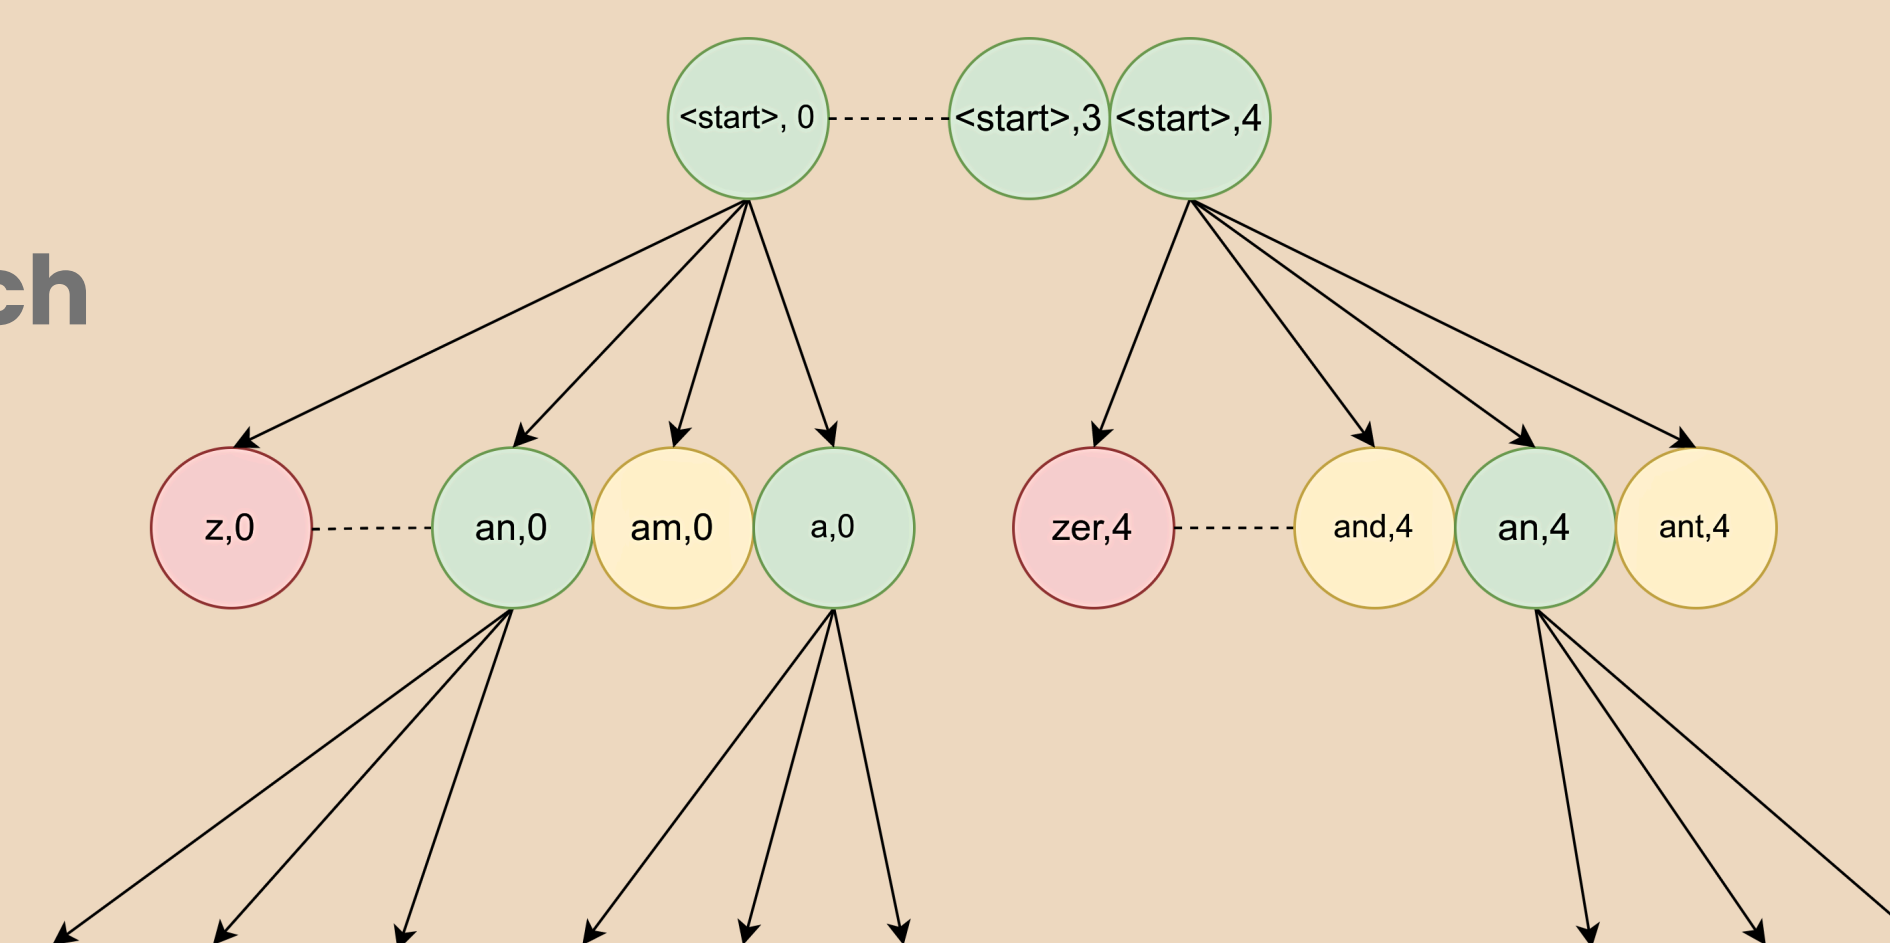 <start>, 0
<start>,3
<start>,4
ch
z,0
an,0
am,0
a,0
zer,4
and,4
an,4
ant,4